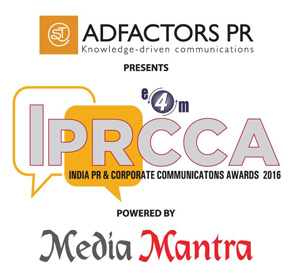 ADFACTORS PR
Knowledge-driven communications
PRESENTS
e4m
IPRCCA
INDIA PR & CORPORATE COMMUNICATONS AWARDS 2016
POWERED BY
Media Mantra